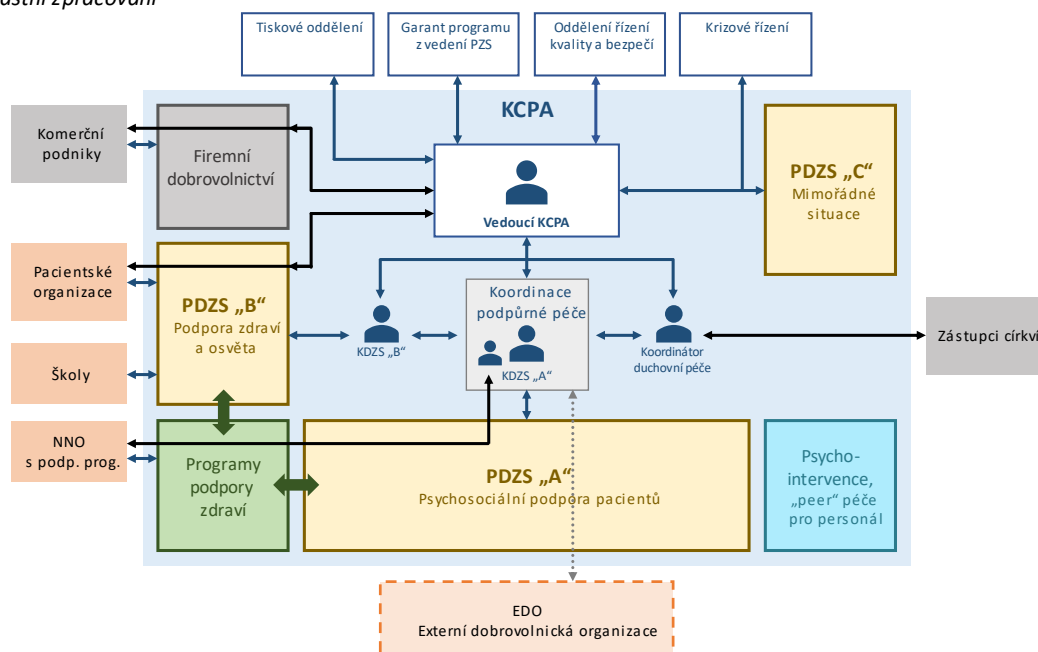 lastní zpracování
Tiskové oddělení
Garant programu
z vedení PZS
Oddělení řízení
kvality a bezpečí
Krizové řízení
KCPA
Komerční
podniky
Firemní
dobrovolnictví
Vedoucí KCPA
PDZS „C“
Mimořádné
situace
Pacientské
organizace
PDZS „B“
Podpora zdraví
a osvěta
KDZS „B“
Koordinace
podpůrné péče
KDZS „A“
Koordinátor
duchovní péče
Zástupci církví
Školy
NNO
s podp. prog.
Programy
podpory
zdraví
PDZS „A“
Psychosociální podpora pacientů
Psycho-
intervence,
„peer“ péče
pro personál
EDO
Externí dobrovolnická organizace